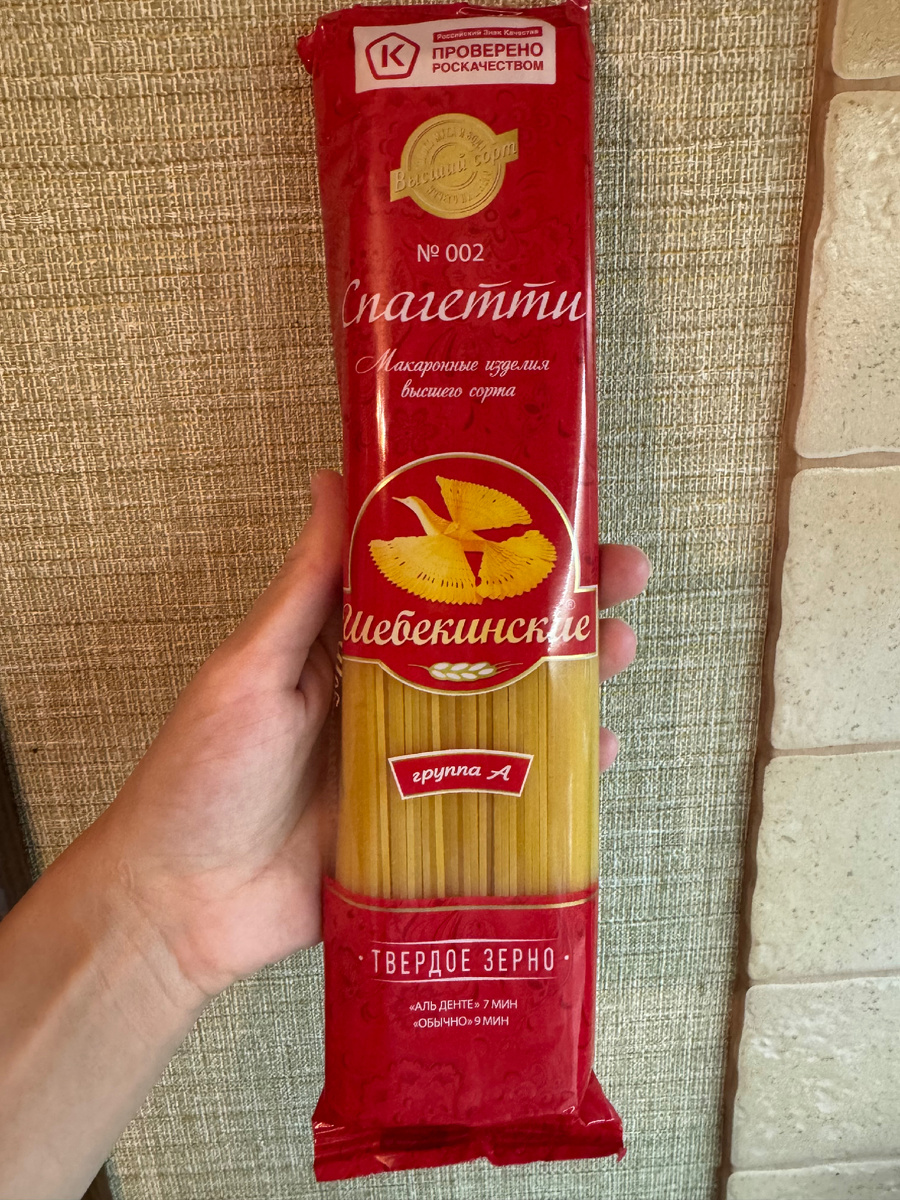 Российский Знак Качества
К
ПРОВЕРЕНО
РОСКАЧЕСТВОМ
Высший сорт
№ 002
Спагетти
Макаронные изделия
высшего сорта
Шебекинские
®
группа А
ТВЕРДОЕ ЗЕРНО
«АЛЬ ДЕНТЕ» 7 МИН
«ОБЫЧНО» 9 МИН